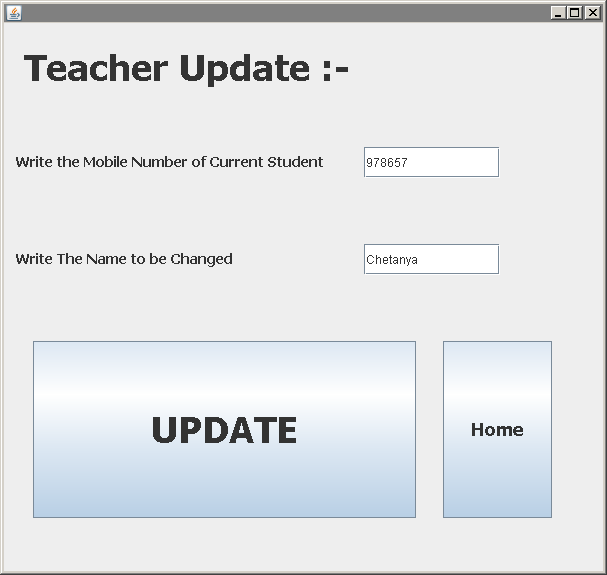 Teacher Update :-
Write the Mobile Number of Current Student
978657
Write The Name to be Changed
Chetanya
UPDATE
Home